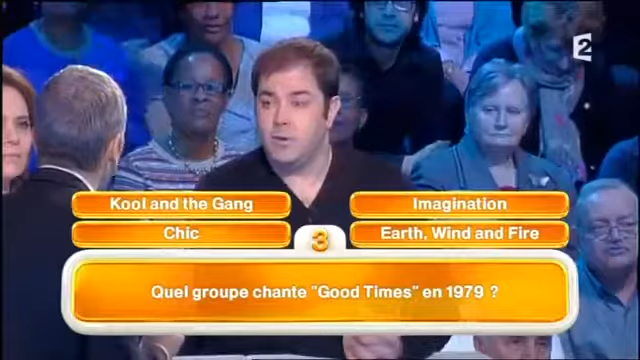 2
Kool and the Gang
Imagination
Chic
3
Earth, Wind and Fire
Quel groupe chante "Good Times" en 1979 ?